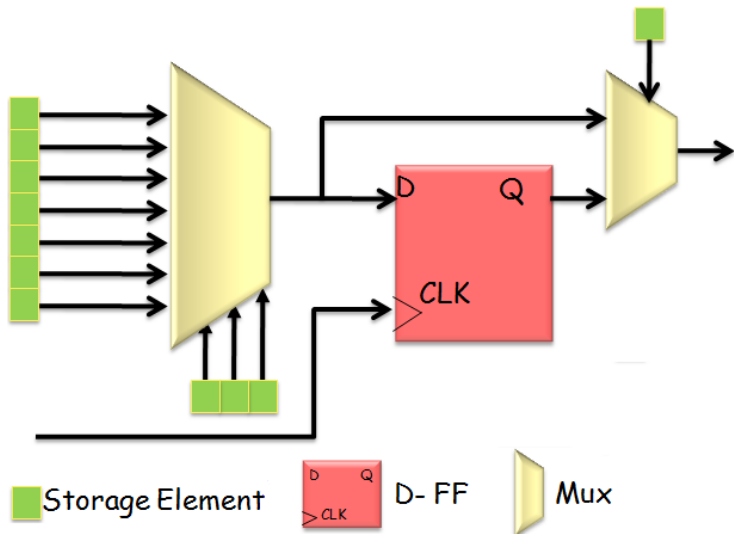 D Q
CLK
Storage Element
D Q
CLK
D- FF
Mux